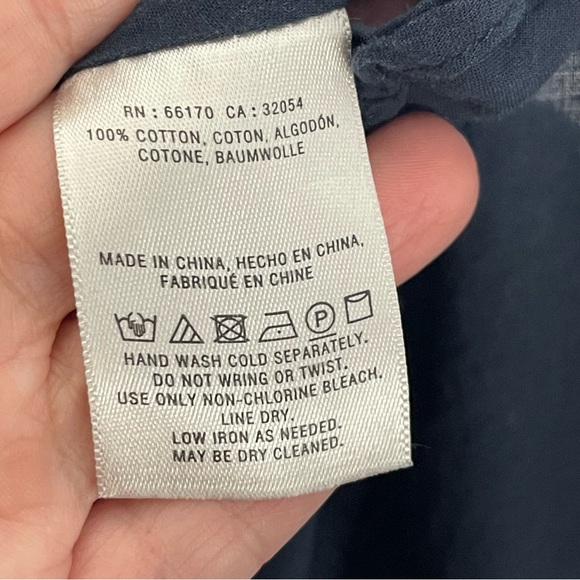 RN : 66170 CA : 32054
100% COTTON, COTON, ALGODÓN,
COTONE, BAUMWOLLE
MADE IN CHINA, HECHO EN CHINA,
FABRIQUÉ EN CHINE
P
HAND WASH COLD SEPARATELY.
DO NOT WRING OR TWIST.
USE ONLY NON-CHLORINE BLEACH.
LINE DRY.
LOW IRON AS NEEDED.
MAY BE DRY CLEANED.